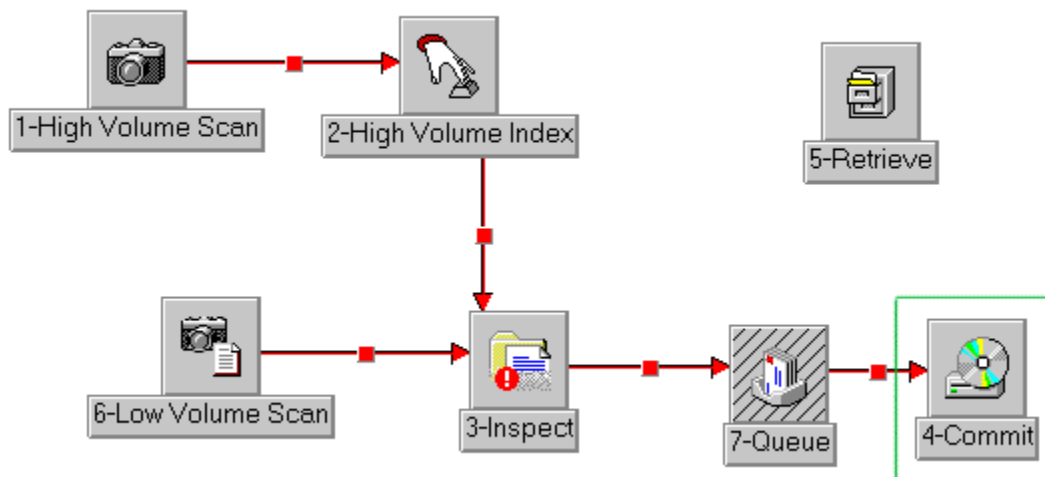 1-High Volume Scan
2-High Volume Index
5-Retrieve
6-Low Volume Scan
3-Inspect
7-Queue
4-Commit